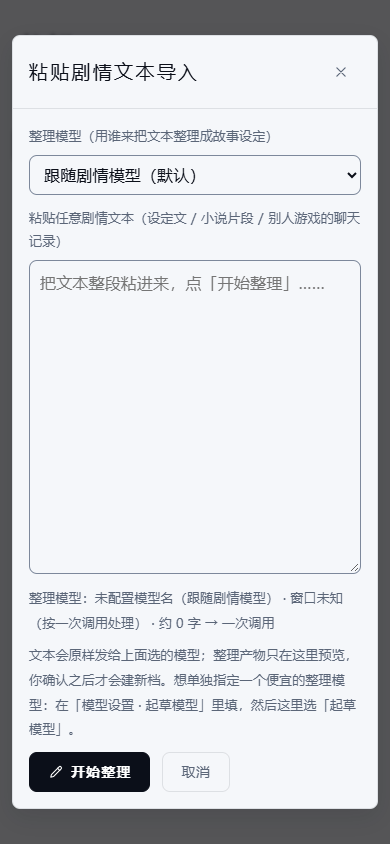 粘贴剧情文本导入
整理模型（用谁来把文本整理成故事设定）
跟随剧情模型（默认）
粘贴任意剧情文本（设定文 / 小说片段 / 别人游戏的聊天
记录）
把文本整段粘进来，点「开始整理」……
整理模型：未配置模型名（跟随剧情模型）· 窗口未知
（按一次调用处理）· 约 0 字 → 一次调用
文本会原样发给上面选的模型；整理产物只在这里预览，
你确认之后才会建新档。想单独指定一个便宜的整理模
型：在「模型设置 · 起草模型」里填，然后这里选「起草
模型」。
开始整理
取消